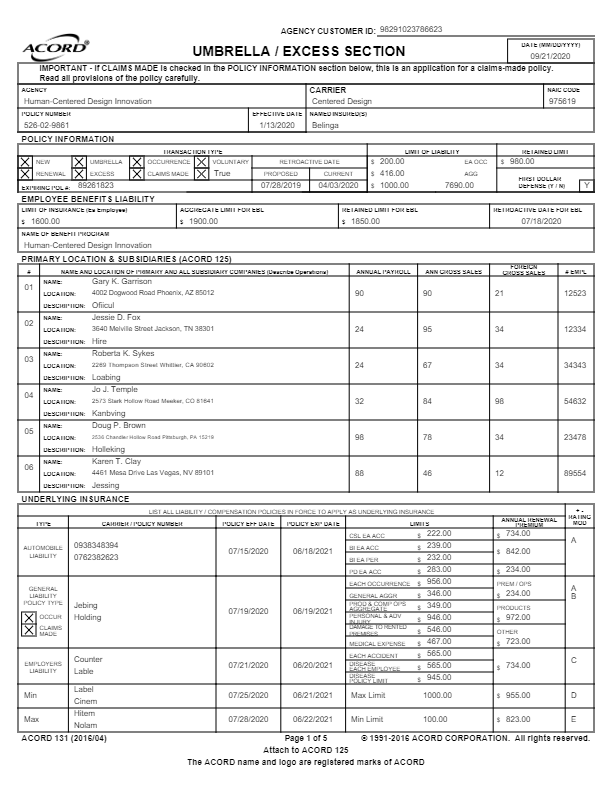 AGENCY CUSTOMER ID: 98291023786623
ACORD®
UMBRELLA / EXCESS SECTION
DATE (MM/DD/YYYY)
09/21/2020
IMPORTANT - If CLAIMS MADE is checked in the POLICY INFORMATION section below, this is an application for a claims-made policy.
Read all provisions of the policy carefully.
AGENCY CARRIER NAIC CODE
Human-Centered Design Innovation Centered Design 975619
POLICY NUMBER EFFECTIVE DATE NAMED INSURED(S)
526-02-9861 1/13/2020 Belinga
POLICY INFORMATION
TRANSACTION TYPE LIMIT OF LIABILITY RETAINED LIMIT
NEW UMBRELLA OCCURRENCE VOLUNTARY RETROACTIVE DATE $ 200.00 EA OCC $ 980.00
RENEWAL EXCESS CLAIMS MADE True PROPOSED CURRENT $ 416.00 AGG FIRST DOLLAR DEFENSE (Y / N) Y
EXPIRING POL #: 89261823 07/28/2019 04/03/2020 $ 1000.00 7690.00
EMPLOYEE BENEFITS LIABILITY
LIMIT OF INSURANCE (Ea Employee) AGGREGATE LIMIT FOR EBL RETAINED LIMIT FOR EBL RETROACTIVE DATE FOR EBL
$ 1600.00 $ 1900.00 $ 1850.00 07/18/2020
NAME OF BENEFIT PROGRAM
Human-Centered Design Innovation
PRIMARY LOCATION & SUBSIDIARIES (ACORD 125)
# NAME AND LOCATION OF PRIMARY AND ALL SUBSIDIARY COMPANIES (Describe Operations) ANNUAL PAYROLL ANN GROSS SALES FOREIGN GROSS SALES # EMPL
01 NAME: Gary K. Garrison
LOCATION: 4002 Dogwood Road Phoenix, AZ 85012 90 90 21 12523
DESCRIPTION: Ofiicul
02 NAME: Jessie D. Fox
LOCATION: 3640 Melville Street Jackson, TN 38301 24 95 34 12334
DESCRIPTION: Hire
03 NAME: Roberta K. Sykes
LOCATION: 2269 Thompson Street Whittier, CA 90602 24 67 34 34343
DESCRIPTION: Loabing
04 NAME: Jo J. Temple
LOCATION: 2573 Stark Hollow Road Meeker, CO 81641 32 84 98 54632
DESCRIPTION: Kanbving
05 NAME: Doug P. Brown
LOCATION: 2536 Chandler Hollow Road Pittsburgh, PA 15219 98 78 34 23478
DESCRIPTION: Holleking
06 NAME: Karen T. Clay
LOCATION: 4461 Mesa Drive Las Vegas, NV 89101 88 46 12 89554
DESCRIPTION: Jessing
UNDERLYING INSURANCE
LIST ALL LIABILITY / COMPENSATION POLICIES IN FORCE TO APPLY AS UNDERLYING INSURANCE + - RATING MOD
TYPE CARRIER / POLICY NUMBER POLICY EFF DATE POLICY EXP DATE LIMITS ANNUAL RENEWAL PREMIUM
AUTOMOBILE LIABILITY 0938348394 0762382623 07/15/2020 06/18/2021 A
CSL EA ACC $ 222.00 $ 734.00
BI EA ACC $ 239.00 $ 842.00
BI EA PER $ 232.00
PD EA ACC $ 283.00 $ 234.00
GENERAL LIABILITY POLICY TYPE OCCUR CLAIMS MADE Jebing Holding 07/19/2020 06/19/2021 A B
EACH OCCURRENCE $ 956.00 PREM / OPS
GENERAL AGGR $ 346.00 $ 234.00
PROD & COMP OPS AGGREGATE $ 349.00 PRODUCTS
PERSONAL & ADV INJURY $ 946.00 $ 972.00
DAMAGE TO RENTED PREMISES $ 546.00 OTHER
MEDICAL EXPENSE $ 467.00 $ 723.00
EMPLOYERS LIABILITY Counter Lable 07/21/2020 06/20/2021 C
EACH ACCIDENT $ 565.00
DISEASE EACH EMPLOYEE $ 565.00 $ 734.00
DISEASE POLICY LIMIT $ 945.00
Min Label Cinem 07/25/2020 06/21/2021 Max Limit 1000.00 $ 955.00 D
Max Hitem Nolam 07/28/2020 06/22/2021 Min Limit 100.00 $ 823.00 E
ACORD 131 (2016/04) Page 1 of 5 © 1991-2016 ACORD CORPORATION. All rights reserved.
Attach to ACORD 125
The ACORD name and logo are registered marks of ACORD